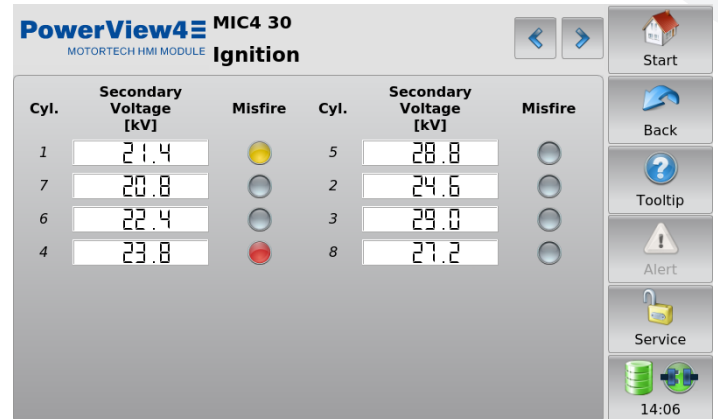 PowerView4
MOTORTECH HMI MODULE
MIC4 30
Ignition
Cyl. Secondary Voltage [kV] Misfire Cyl. Secondary Voltage [kV] Misfire
1 21.4 5 28.8
7 20.8 2 24.6
6 22.4 3 29.0
4 23.8 8 27.2
Start
Back
Tooltip
Alert
Service
14:06